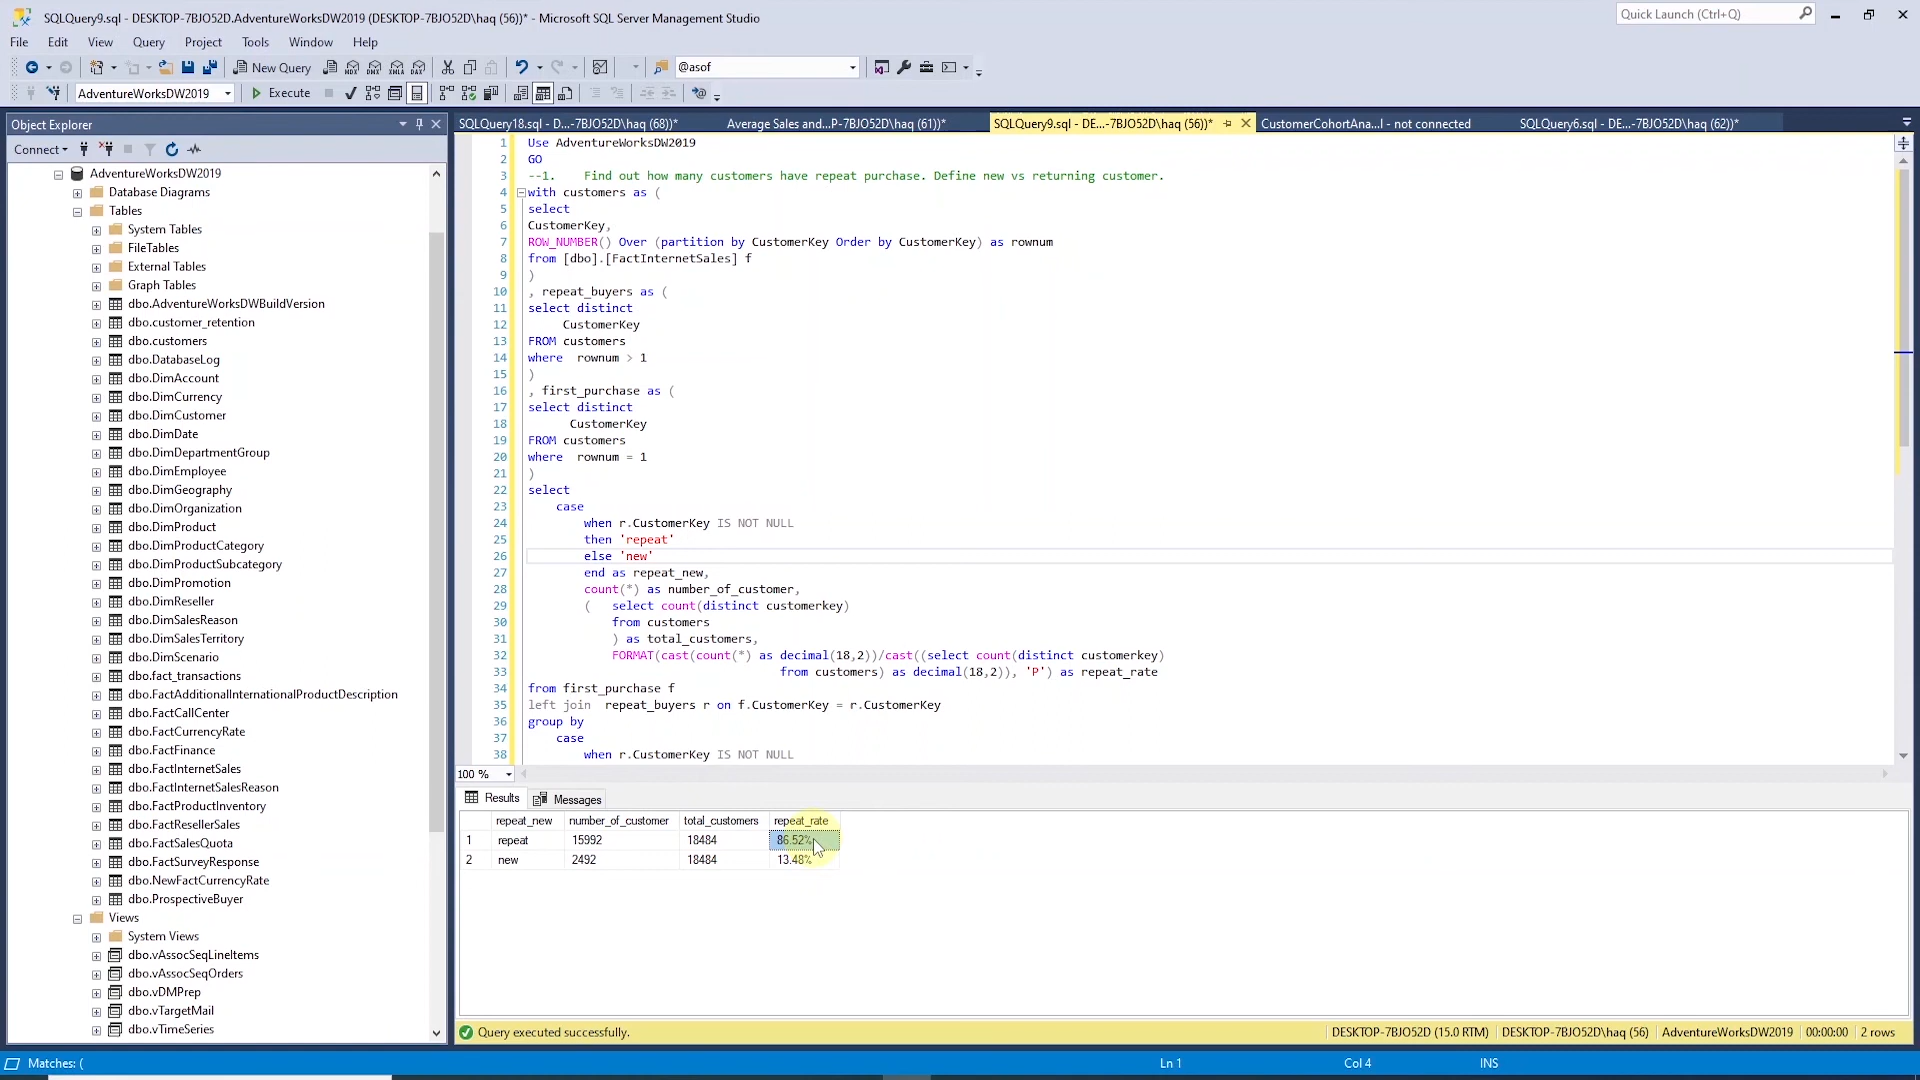 SQLQuery9.sql - DESKTOP-7BJO52D.AdventureWorksDW2019 (DESKTOP-7BJO52D\haq (56))* - Microsoft SQL Server Management Studio
Quick Launch (Ctrl+Q)
File Edit View Query Project Tools Window Help
New Query MDX DMX XMLA DAX @asof
AdventureWorksDW2019 Execute
Object Explorer
SQLQuery18.sql - D...-7BJO52D\haq (68))* Average Sales and...P-7BJO52D\haq (61))* SQLQuery9.sql - DE...-7BJO52D\haq (56))* CustomerCohortAna...l - not connected SQLQuery6.sql - DE...-7BJO52D\haq (62))*
Connect
AdventureWorksDW2019
Database Diagrams
Tables
System Tables
FileTables
External Tables
Graph Tables
dbo.AdventureWorksDWBuildVersion
dbo.customer_retention
dbo.customers
dbo.DatabaseLog
dbo.DimAccount
dbo.DimCurrency
dbo.DimCustomer
dbo.DimDate
dbo.DimDepartmentGroup
dbo.DimEmployee
dbo.DimGeography
dbo.DimOrganization
dbo.DimProduct
dbo.DimProductCategory
dbo.DimProductSubcategory
dbo.DimPromotion
dbo.DimReseller
dbo.DimSalesReason
dbo.DimSalesTerritory
dbo.DimScenario
dbo.fact_transactions
dbo.FactAdditionalInternationalProductDescription
dbo.FactCallCenter
dbo.FactCurrencyRate
dbo.FactFinance
dbo.FactInternetSales
dbo.FactInternetSalesReason
dbo.FactProductInventory
dbo.FactResellerSales
dbo.FactSalesQuota
dbo.FactSurveyResponse
dbo.NewFactCurrencyRate
dbo.ProspectiveBuyer
Views
System Views
dbo.vAssocSeqLineItems
dbo.vAssocSeqOrders
dbo.vDMPrep
dbo.vTargetMail
dbo.vTimeSeries
1 Use AdventureWorksDW2019
2 GO
3 --1. Find out how many customers have repeat purchase. Define new vs returning customer.
4 with customers as (
5 select
6 CustomerKey,
7 ROW_NUMBER() Over (partition by CustomerKey Order by CustomerKey) as rownum
8 from [dbo].[FactInternetSales] f
9 )
10 , repeat_buyers as (
11 select distinct
12 CustomerKey
13 FROM customers
14 where rownum > 1
15 )
16 , first_purchase as (
17 select distinct
18 CustomerKey
19 FROM customers
20 where rownum = 1
21 )
22 select
23 case
24 when r.CustomerKey IS NOT NULL
25 then 'repeat'
26 else 'new'
27 end as repeat_new,
28 count(*) as number_of_customer,
29 ( select count(distinct customerkey)
30 from customers
31 ) as total_customers,
32 FORMAT(cast(count(*) as decimal(18,2))/cast((select count(distinct customerkey)
33 from customers) as decimal(18,2)), 'P') as repeat_rate
34 from first_purchase f
35 left join repeat_buyers r on f.CustomerKey = r.CustomerKey
36 group by
37 case
38 when r.CustomerKey IS NOT NULL
100 %
Results Messages
repeat_new number_of_customer total_customers repeat_rate
1 repeat 15992 18484 86.52%
2 new 2492 18484 13.48%
Query executed successfully. DESKTOP-7BJO52D (15.0 RTM) DESKTOP-7BJO52D\haq (56) AdventureWorksDW2019 00:00:00 2 rows
Matches: ( Ln 1 Col 4 INS